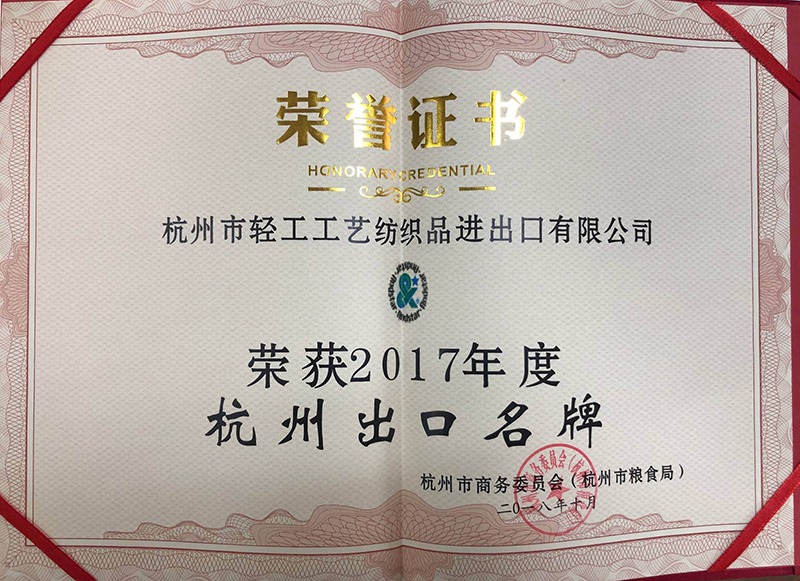 荣誉证书
HONORARY CREDENTIAL
杭州市轻工工艺纺织品进出口有限公司
荣获2017年度
杭州出口名牌
杭州市商务委员会（杭州市粮食局）
二〇一八年十月